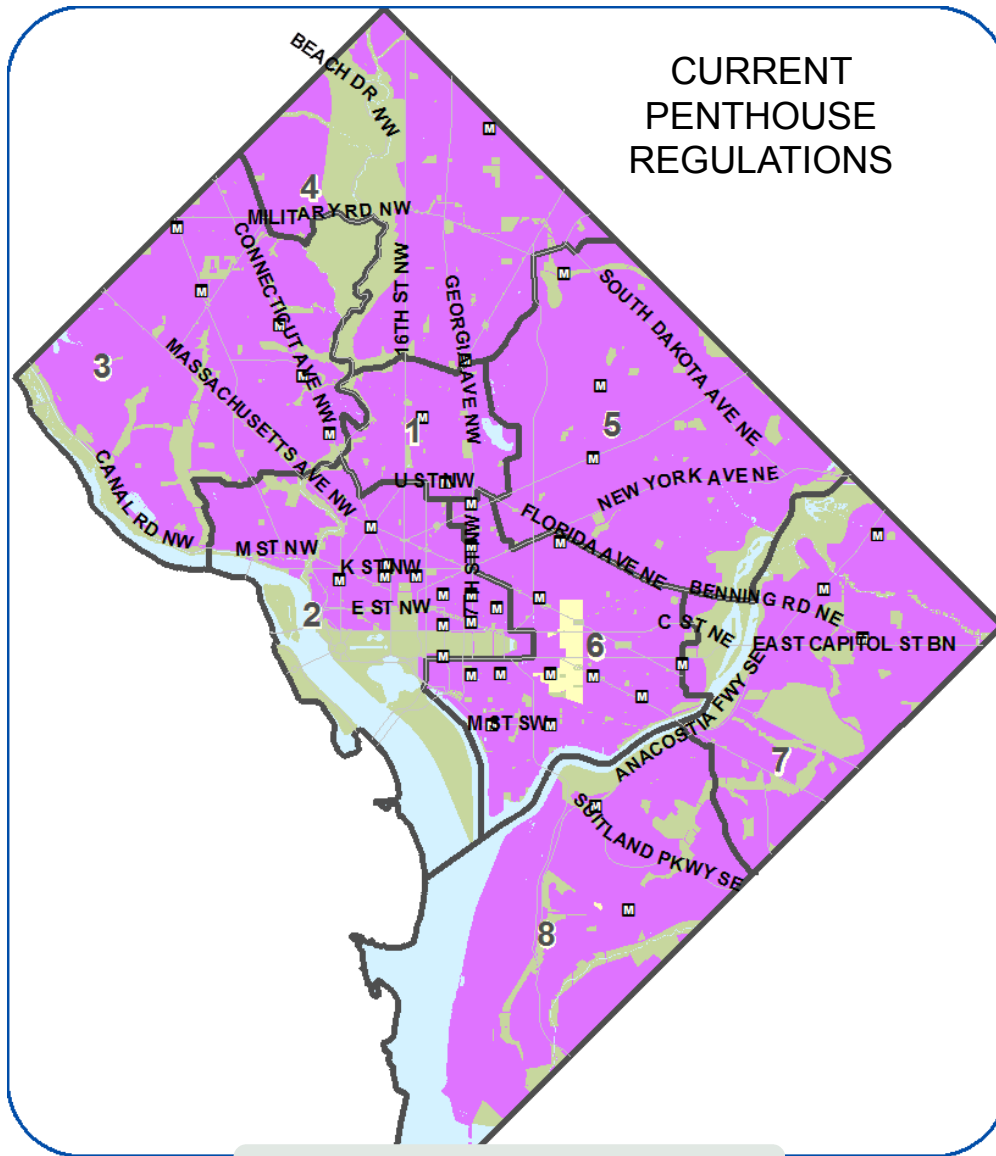 CURRENT
PENTHOUSE
REGULATIONS
BEACH DR NW
M
4
MILITARY RD NW
M
CONNECTICUT AVE NW
16TH ST NW
GEORGIA AVE NW
M
SOUTH DAKOTA AVE NE
M
M
M
3
MASSACHUSETTS AVE NW
M
M
M
M
1
5
M
CANAL RD NW
U ST NW
M
M
NEW YORK AVE NE
M
M
FLORIDA AVE NE
M
M ST NW
7TH ST NW
M
M
K ST NW
M
M
M
M
BENNING RD NE
M
2
E ST NW
M
M
M
M
C ST NE
M
M
6
EAST CAPITOL ST BN
M
M
M
M
M
M
M
M
M ST SW
M
M
ANACOSTIA FWY SE
7
SUITLAND PKWY SE
M
M
8